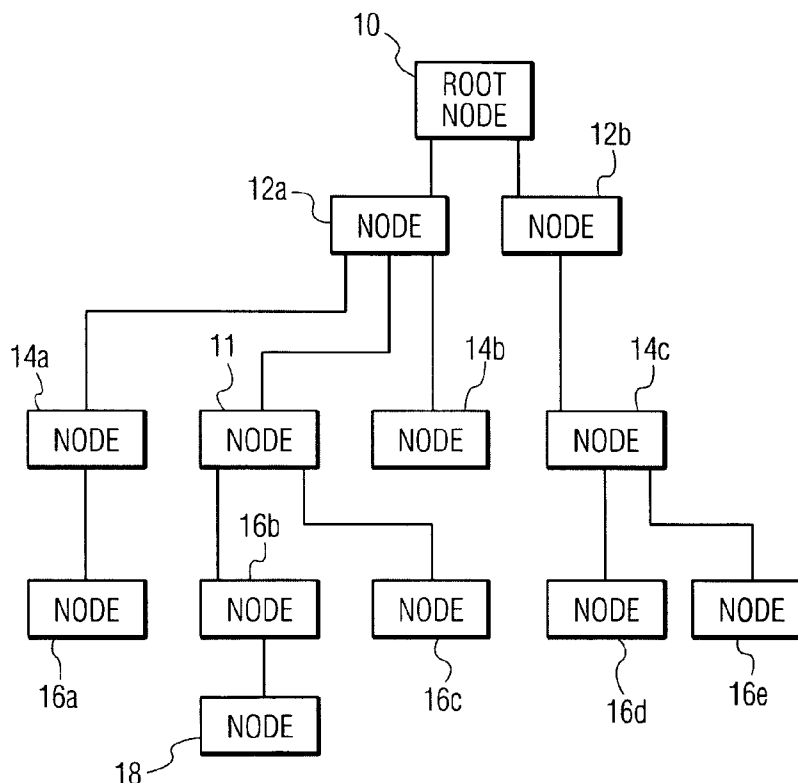 10
ROOT
NODE
12b
12a
NODE
NODE
14a
11
14b
14c
NODE
NODE
NODE
NODE
16b
NODE
NODE
NODE
NODE
NODE
16a
16c
16d
16e
NODE
18